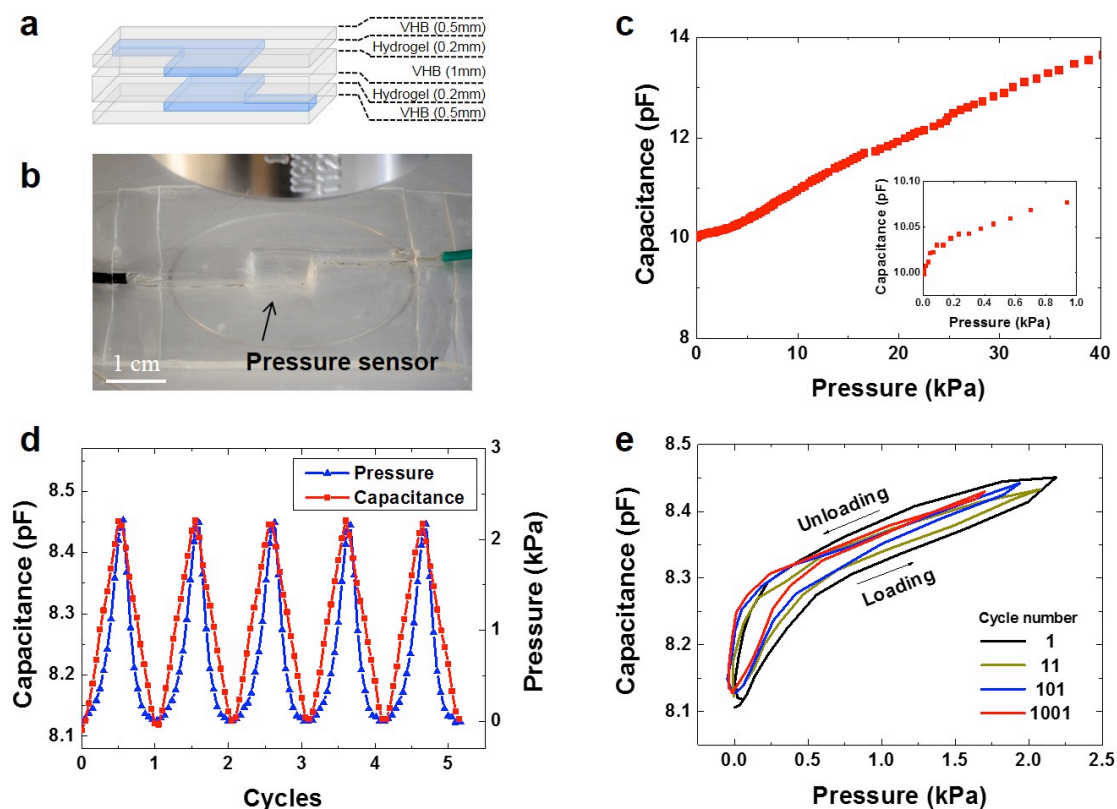 a
VHB (0.5mm)
Hydrogel (0.2mm)
VHB (1mm)
Hydrogel (0.2mm)
VHB (0.5mm)
b
Pressure sensor
1 cm
c
14
12
10
8
Capacitance (pF)
0 10 20 30 40
Pressure (kPa)
10.10
10.05
10.00
Capacitance (pF)
0.0 0.2 0.4 0.6 0.8 1.0
Pressure (kPa)
d
8.5
8.4
8.3
8.2
8.1
Capacitance (pF)
Pressure
Capacitance
3
2
1
0
Pressure (kPa)
0 1 2 3 4 5
Cycles
e
8.5
8.4
8.3
8.2
8.1
Capacitance (pF)
Unloading
Loading
Cycle number
1
11
101
1001
0.0 0.5 1.0 1.5 2.0 2.5
Pressure (kPa)